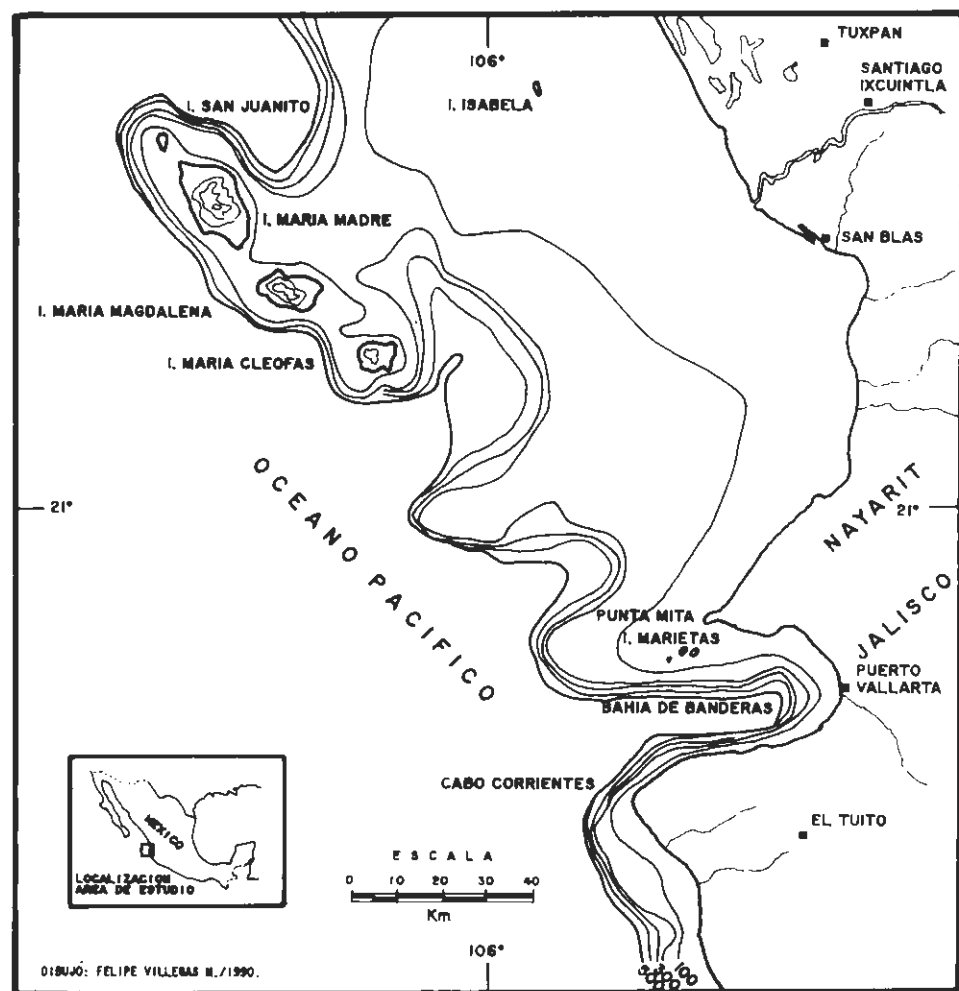 TUXPAN
106°
SANTIAGO
IXCUINTLA
I. SAN JUANITO
I. ISABELA
I. MARIA MADRE
SAN BLAS
I. MARIA MAGDALENA
I. MARIA CLEOFAS
OCEANO PACIFICO
21°
21°
NAYARIT
JALISCO
PUNTA MITA
I. MARIETAS
PUERTO
VALLARTA
BAHIA DE BANDERAS
CABO CORRIENTES
MEXICO
LOCALIZACION
AREA DE ESTUDIO
EL TUITO
ESCALA
0 10 20 30 40
Km
106°
100
DIBUJÓ: FELIPE VILLEGAS M./1990.